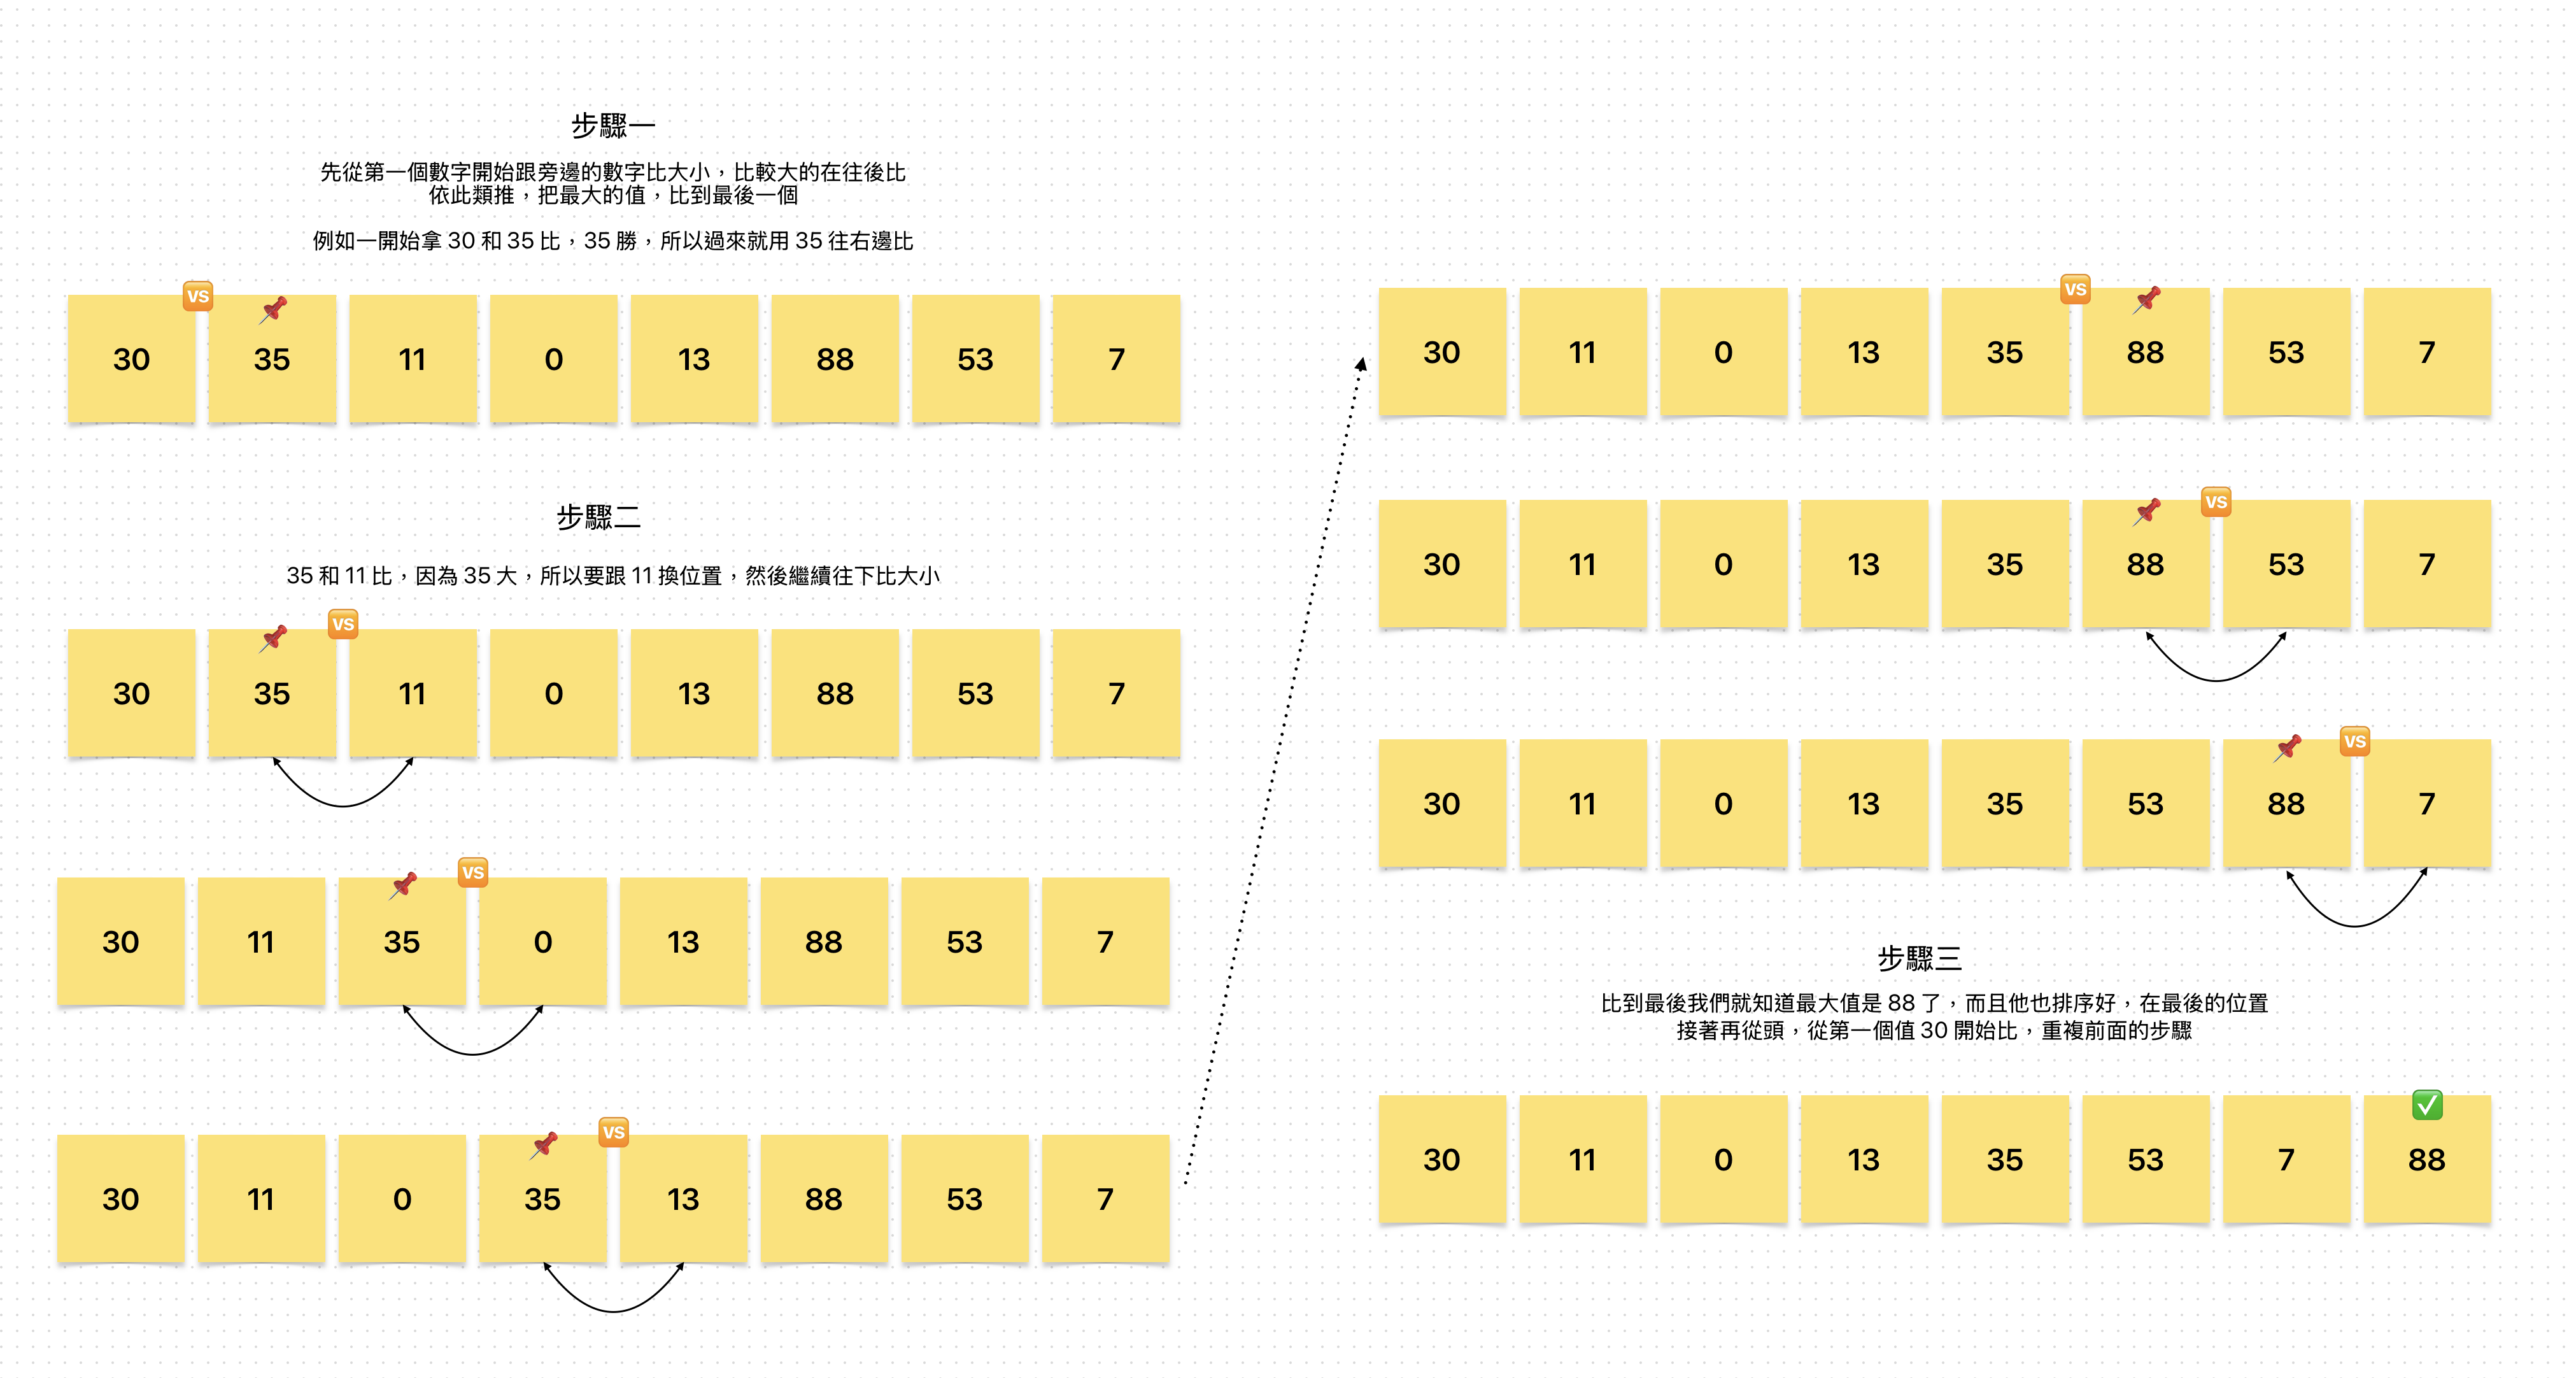 步驟一
先從第一個數字開始跟旁邊的數字比大小，比較大的在往後比
依此類推，把最大的值，比到最後一個
例如一開始拿 30 和 35 比，35 勝，所以過來就用 35 往右邊比
VS
30 35 11 0 13 88 53 7
步驟二
35 和 11 比，因為 35 大，所以要跟 11 換位置，然後繼續往下比大小
VS
30 35 11 0 13 88 53 7
VS
30 11 35 0 13 88 53 7
VS
30 11 0 35 13 88 53 7
VS
30 11 0 13 35 88 53 7
VS
30 11 0 13 35 88 53 7
VS
30 11 0 13 35 53 88 7
步驟三
比到最後我們就知道最大值是 88 了，而且他也排序好，在最後的位置
接著再從頭，從第一個值 30 開始比，重複前面的步驟
30 11 0 13 35 53 7 88